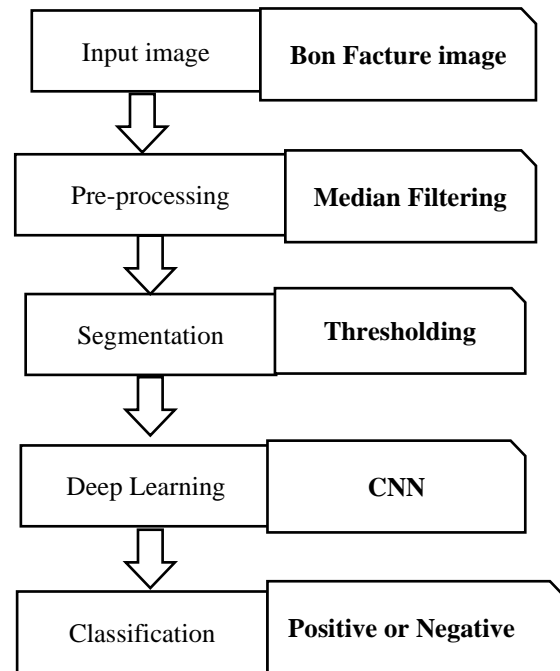 Input image
Bon Facture image
Pre-processing
Median Filtering
Segmentation
Thresholding
Deep Learning
CNN
Classification
Positive or Negative